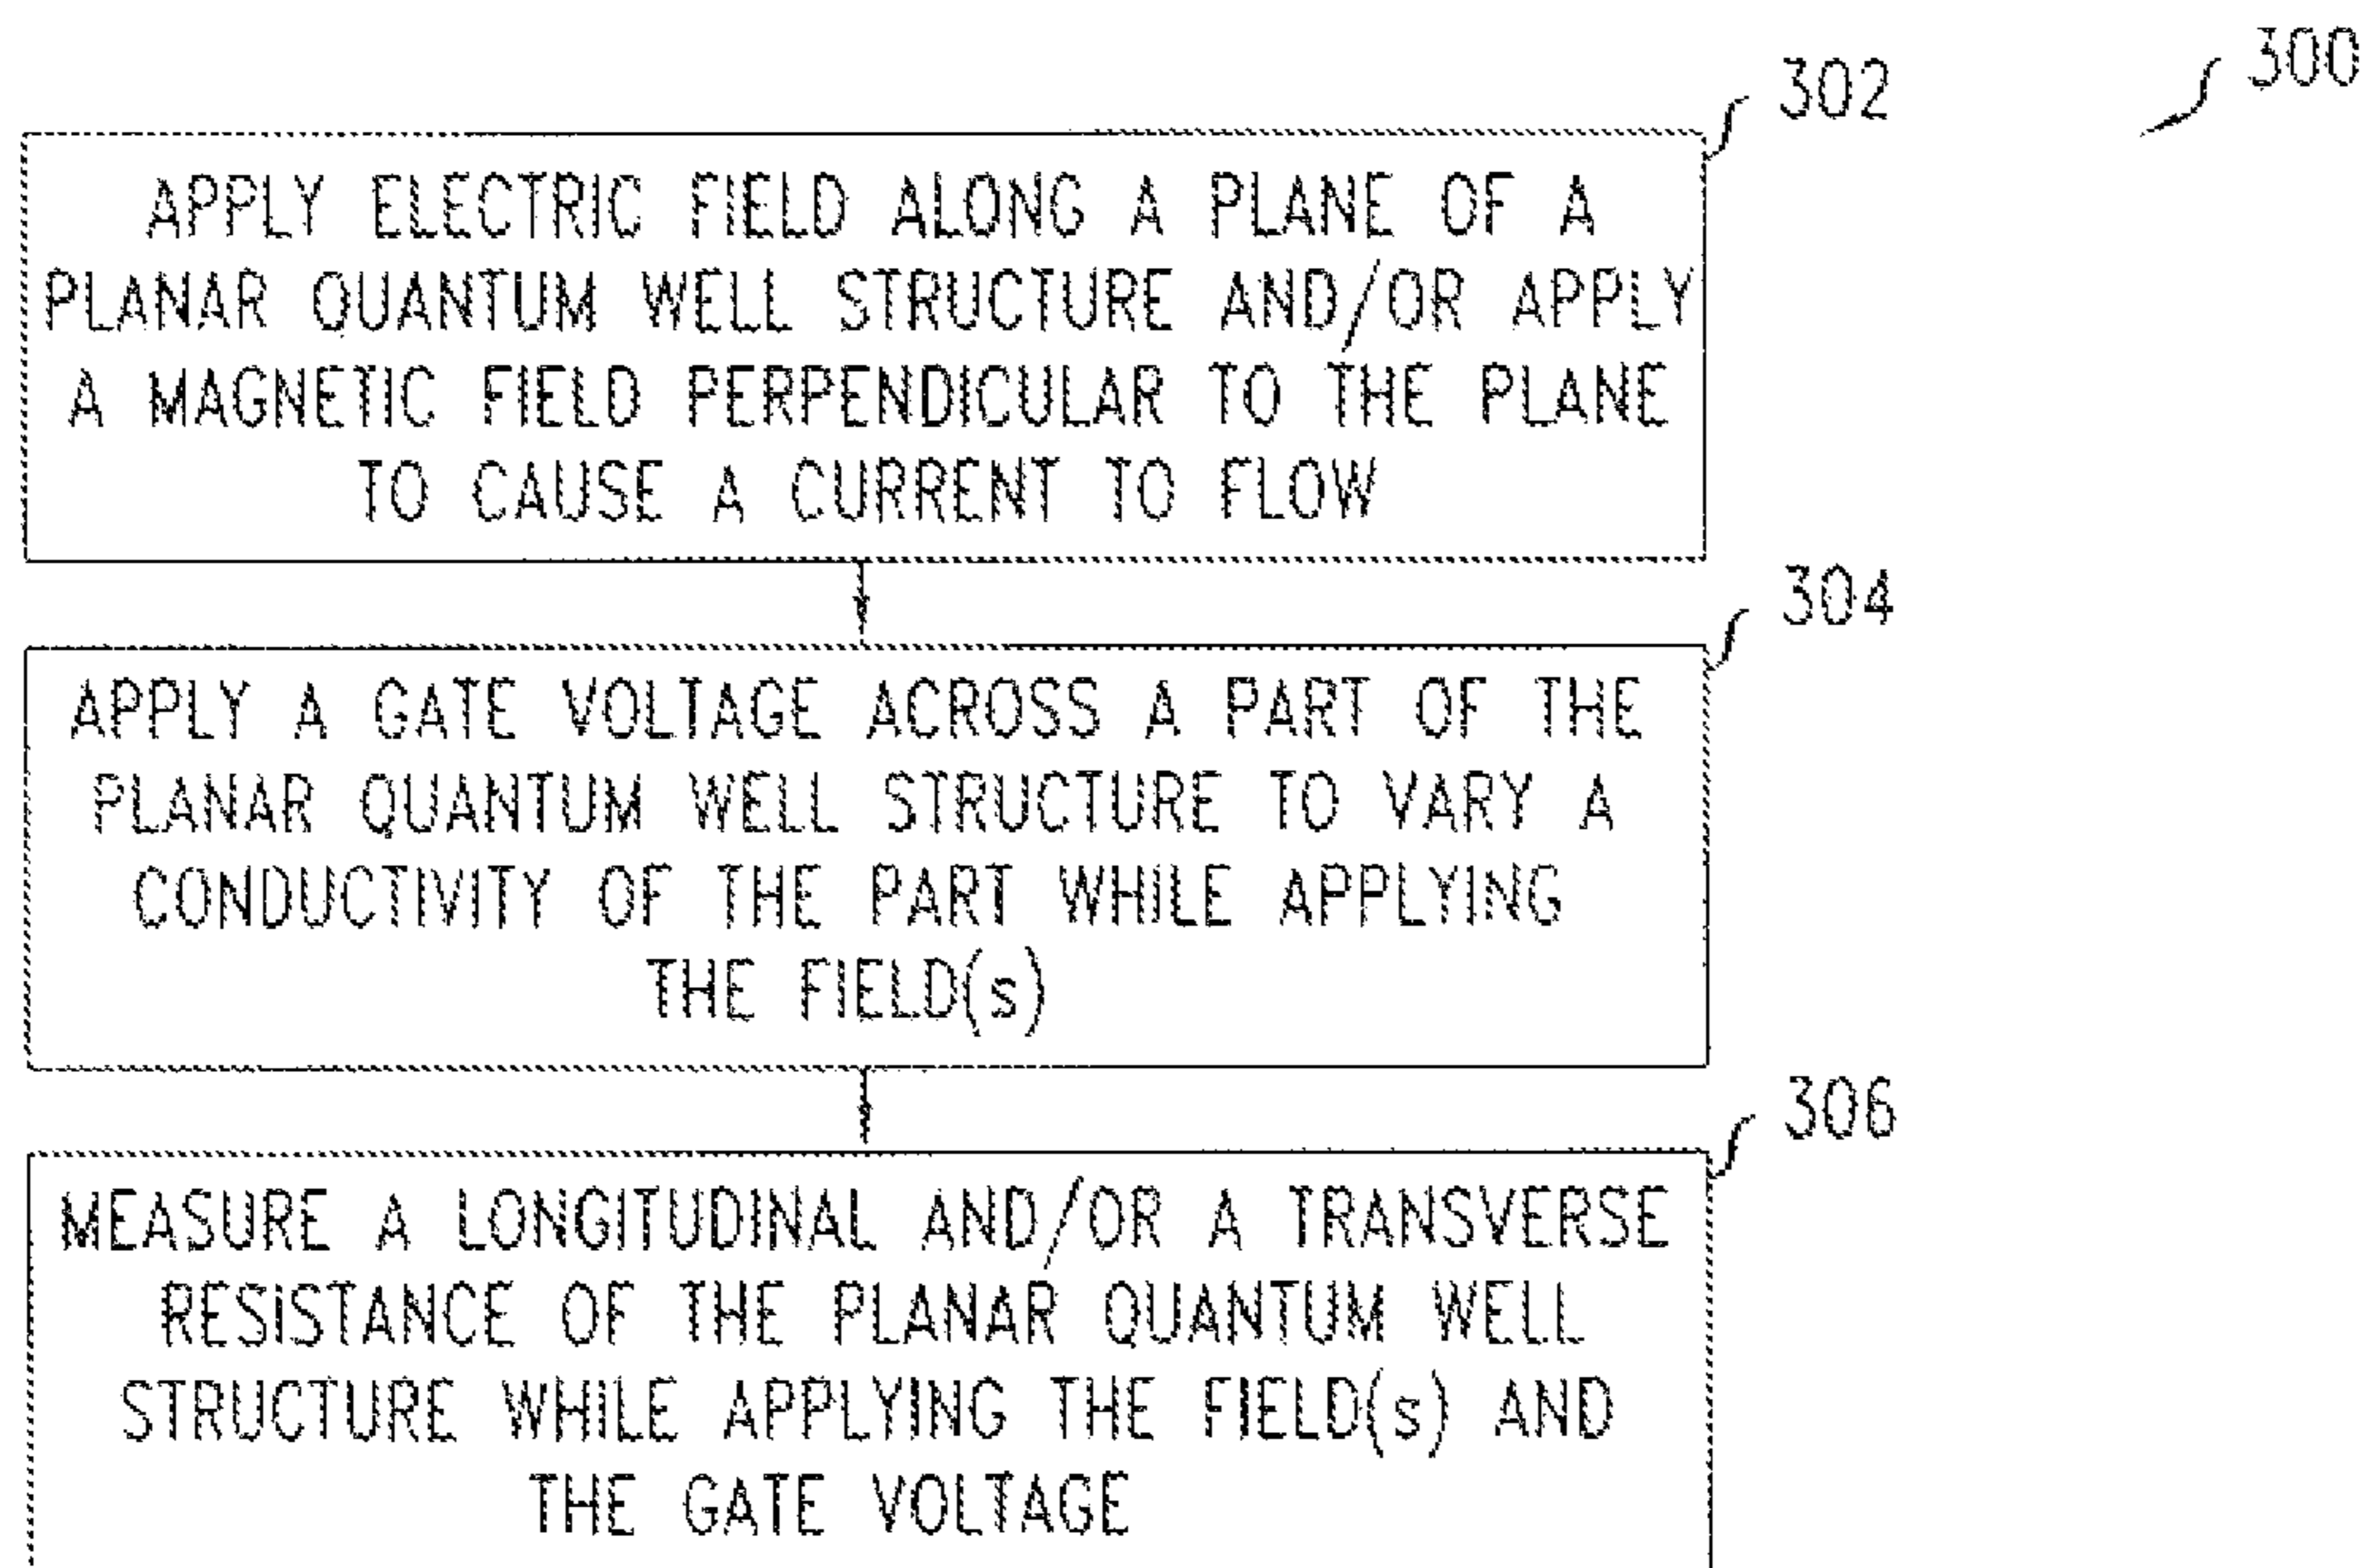 300
302
APPLY ELECTRIC FIELD ALONG A PLANE OF A
PLANAR QUANTUM WELL STRUCTURE AND/OR APPLY
A MAGNETIC FIELD PERPENDICULAR TO THE PLANE
TO CAUSE A CURRENT TO FLOW
304
APPLY A GATE VOLTAGE ACROSS A PART OF THE
PLANAR QUANTUM WELL STRUCTURE TO VARY A
CONDUCTIVITY OF THE PART WHILE APPLYING
THE FIELD(s)
306
MEASURE A LONGITUDINAL AND/OR A TRANSVERSE
RESISTANCE OF THE PLANAR QUANTUM WELL
STRUCTURE WHILE APPLYING THE FIELD(s) AND
THE GATE VOLTAGE